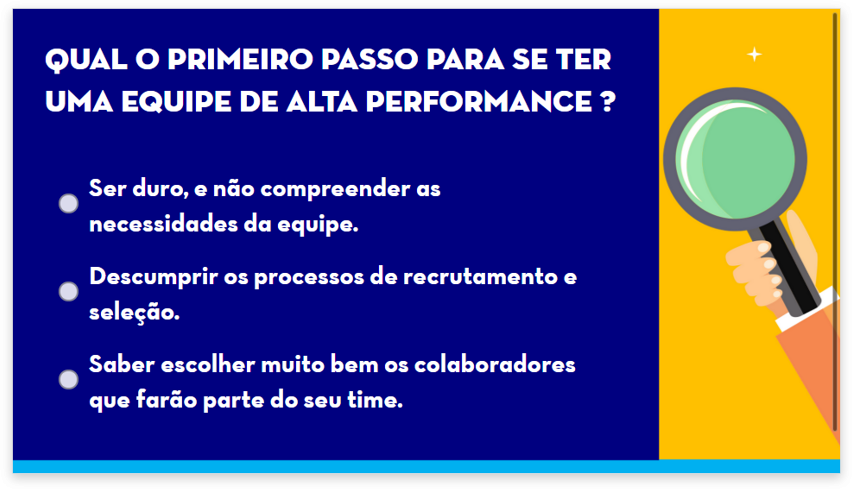 QUAL O PRIMEIRO PASSO PARA SE TER
UMA EQUIPE DE ALTA PERFORMANCE ?
Ser duro, e não compreender as
necessidades da equipe.
Descumprir os processos de recrutamento e
seleção.
Saber escolher muito bem os colaboradores
que farão parte do seu time.